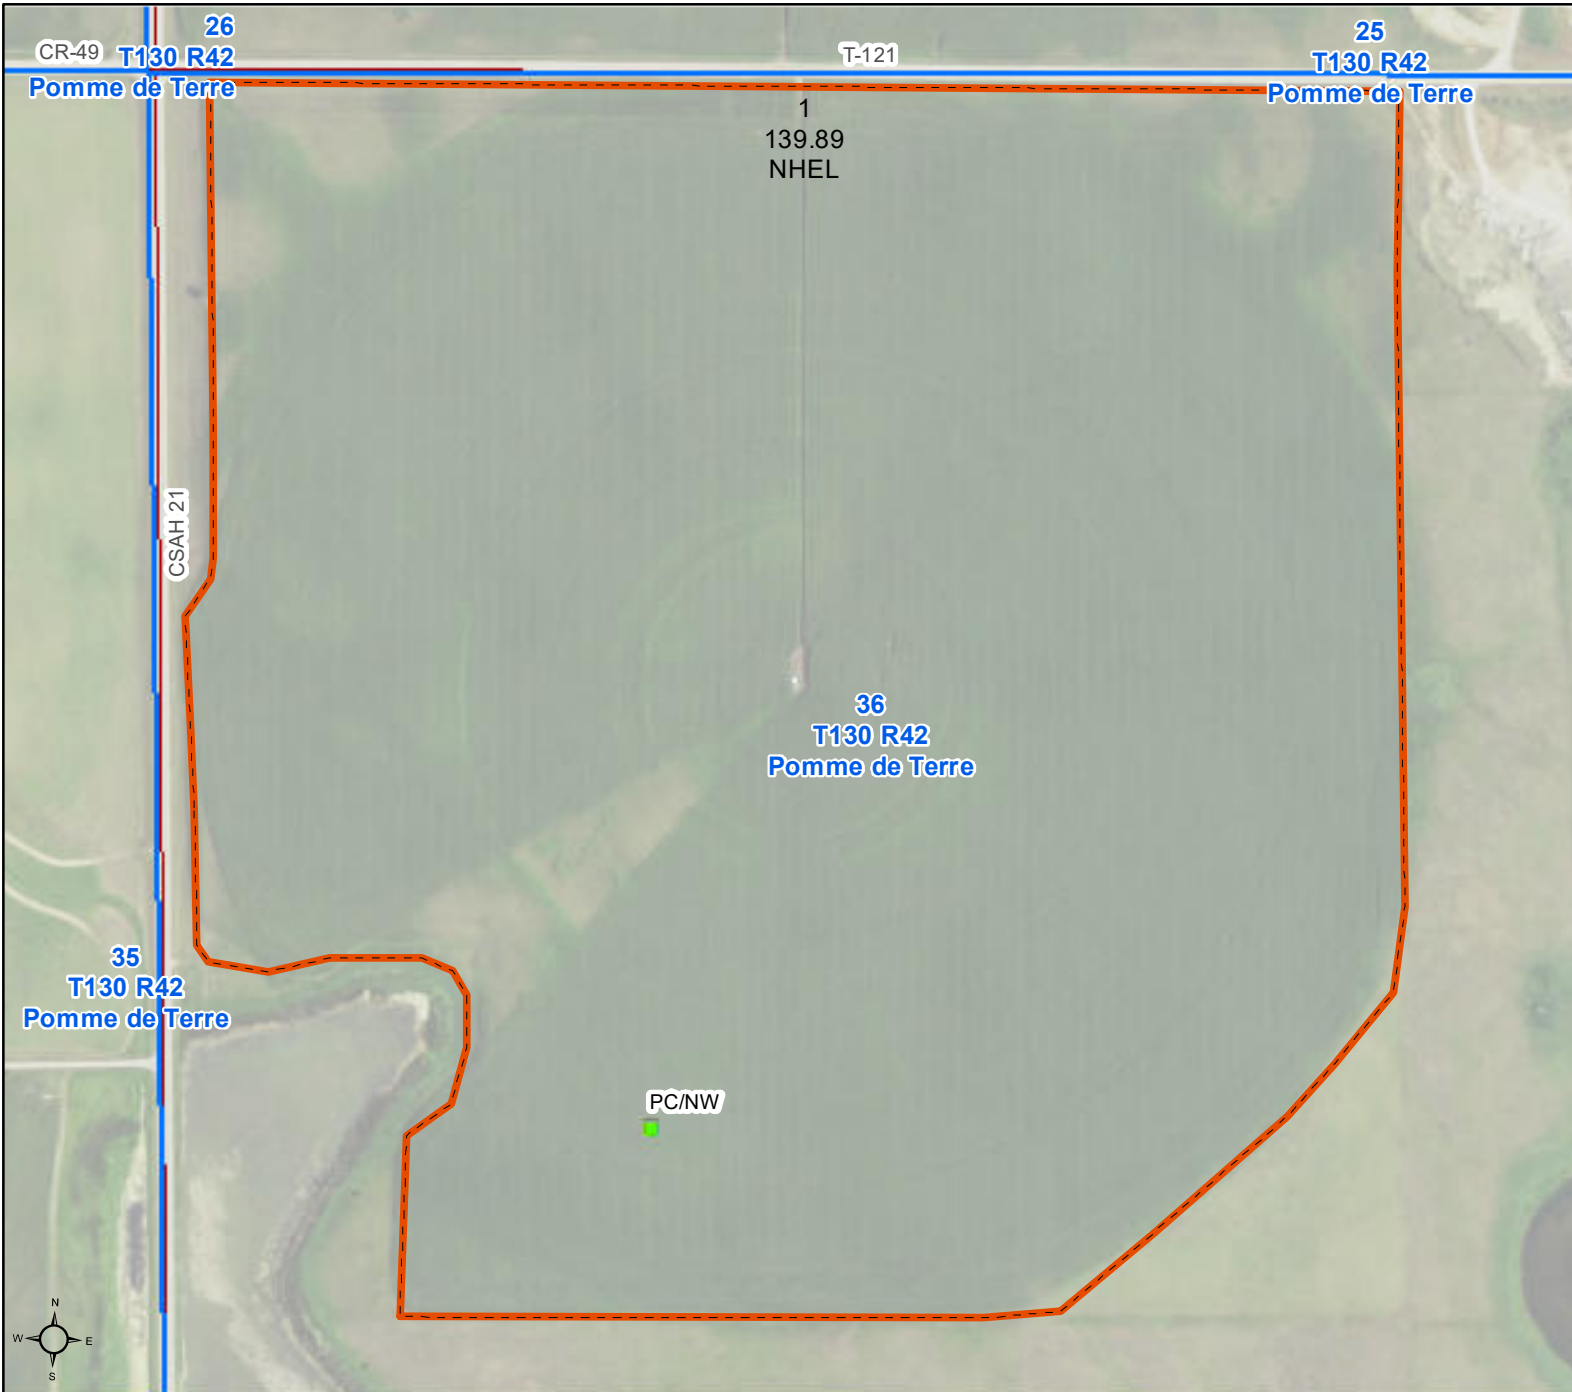 26
T130 R42
Pomme de Terre
CR-49
T-121
25
T130 R42
Pomme de Terre
1
139.89
NHEL
CSAH 21
36
T130 R42
Pomme de Terre
35
T130 R42
Pomme de Terre
PC/NW
N
W
E
S